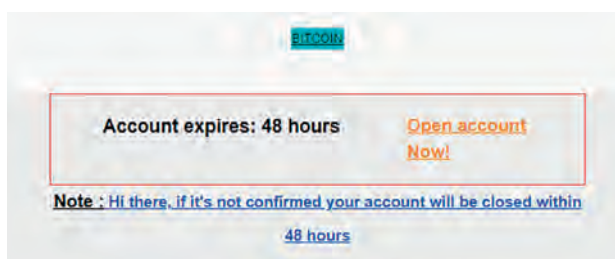 BITCOIN
Account expires: 48 hours
Open account
Now!
Note : Hi there, if it's not confirmed your account will be closed within
48 hours